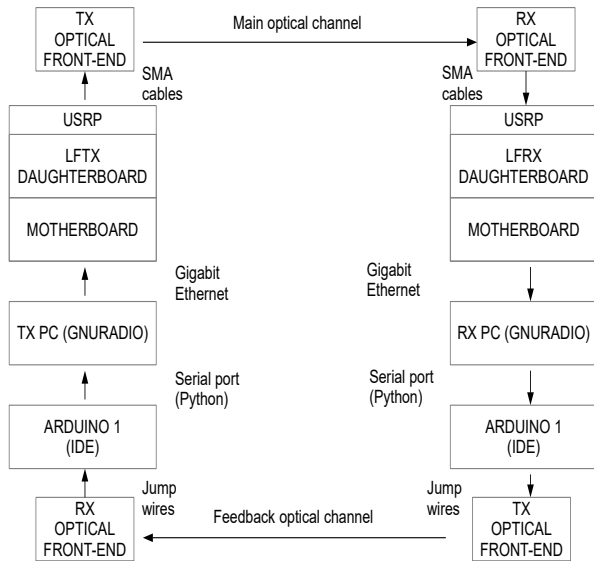 TX
OPTICAL
FRONT-END
Main optical channel
RX
OPTICAL
FRONT-END
SMA
cables
SMA
cables
USRP
LFTX
DAUGHTERBOARD
MOTHERBOARD
USRP
LFRX
DAUGHTERBOARD
MOTHERBOARD
Gigabit
Ethernet
Gigabit
Ethernet
TX PC (GNURADIO)
RX PC (GNURADIO)
Serial port
(Python)
Serial port
(Python)
ARDUINO 1
(IDE)
ARDUINO 1
(IDE)
Jump
wires
Jump
wires
RX
OPTICAL
FRONT-END
Feedback optical channel
TX
OPTICAL
FRONT-END